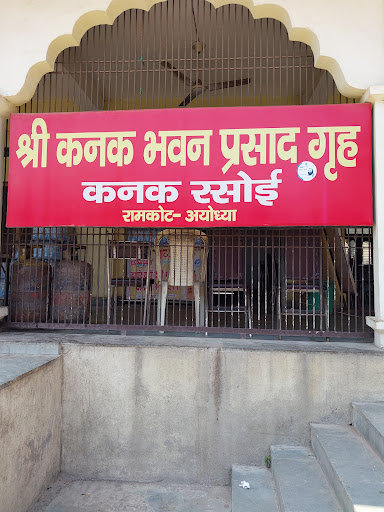 श्री कनक भवन प्रसाद गृह
कनक रसोई
रामकोट- अयोध्या